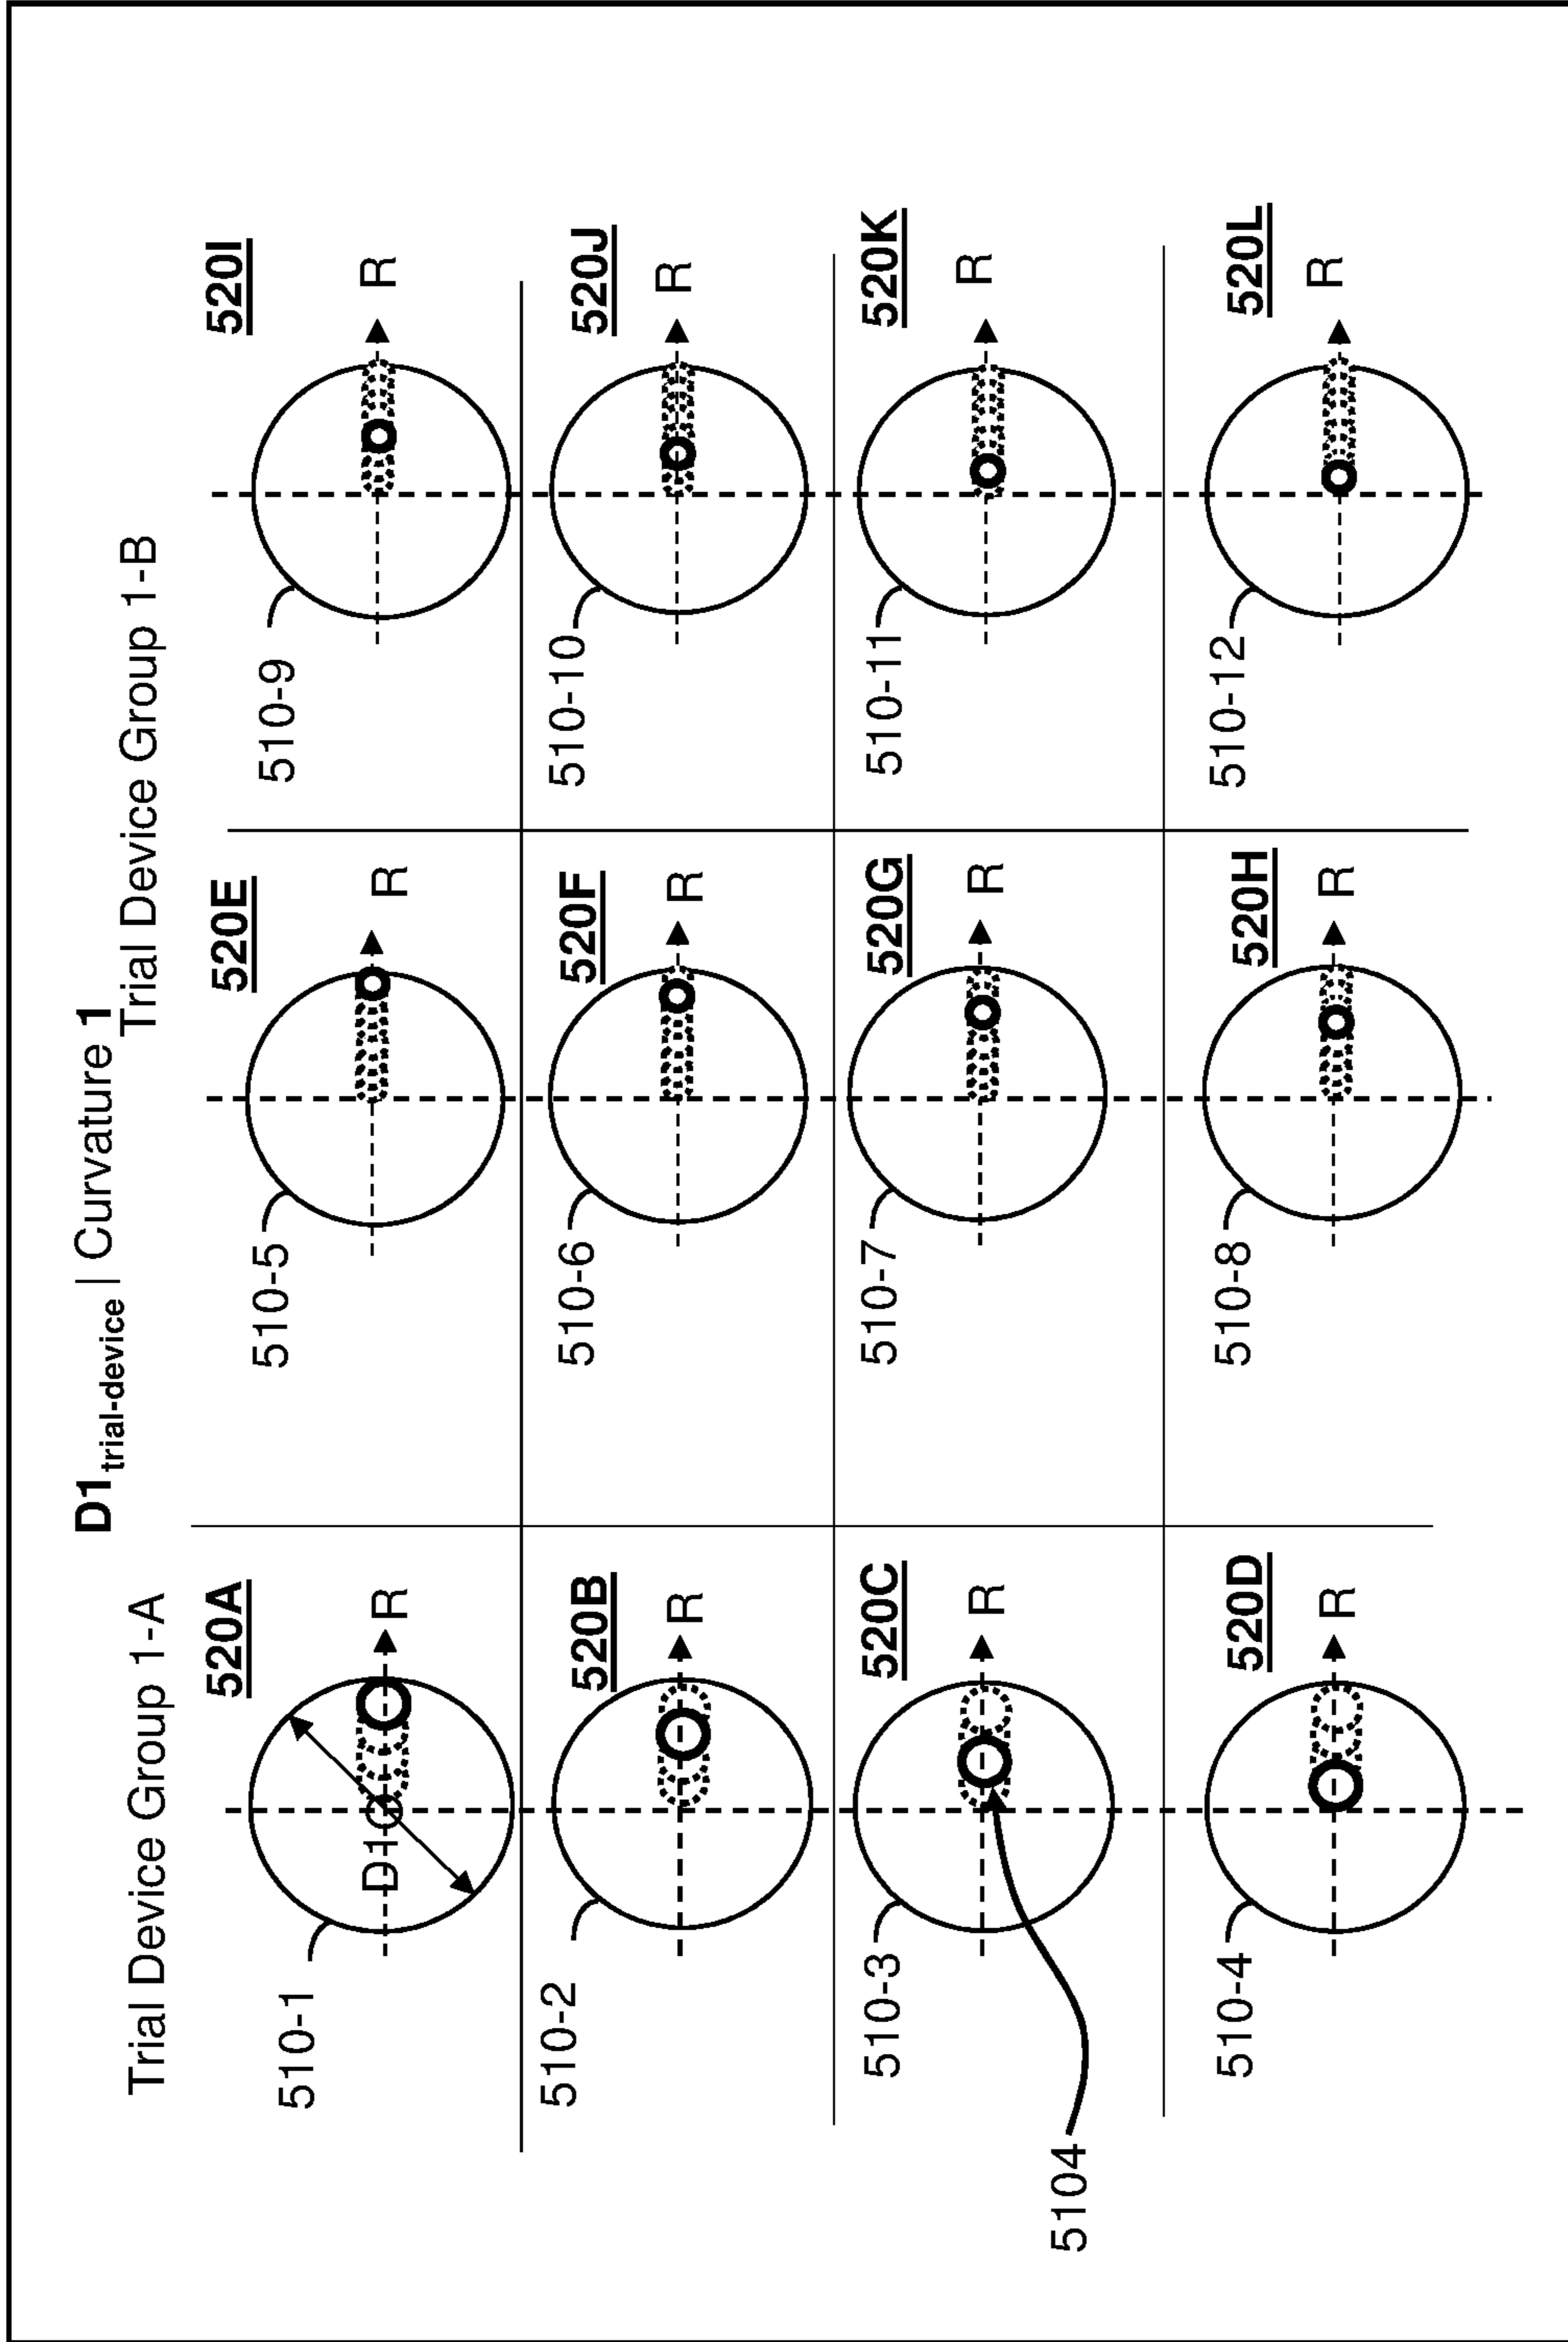 D1trial-device | Curvature 1
Trial Device Group 1-A
Trial Device Group 1-B
520A
520E
520I
510-1
D1
R
510-5
R
510-9
R
520B
520F
520J
510-2
R
510-6
R
510-10
R
520C
520G
520K
510-3
R
510-7
R
510-11
R
5104
520D
520H
520L
510-4
R
510-8
R
510-12
R